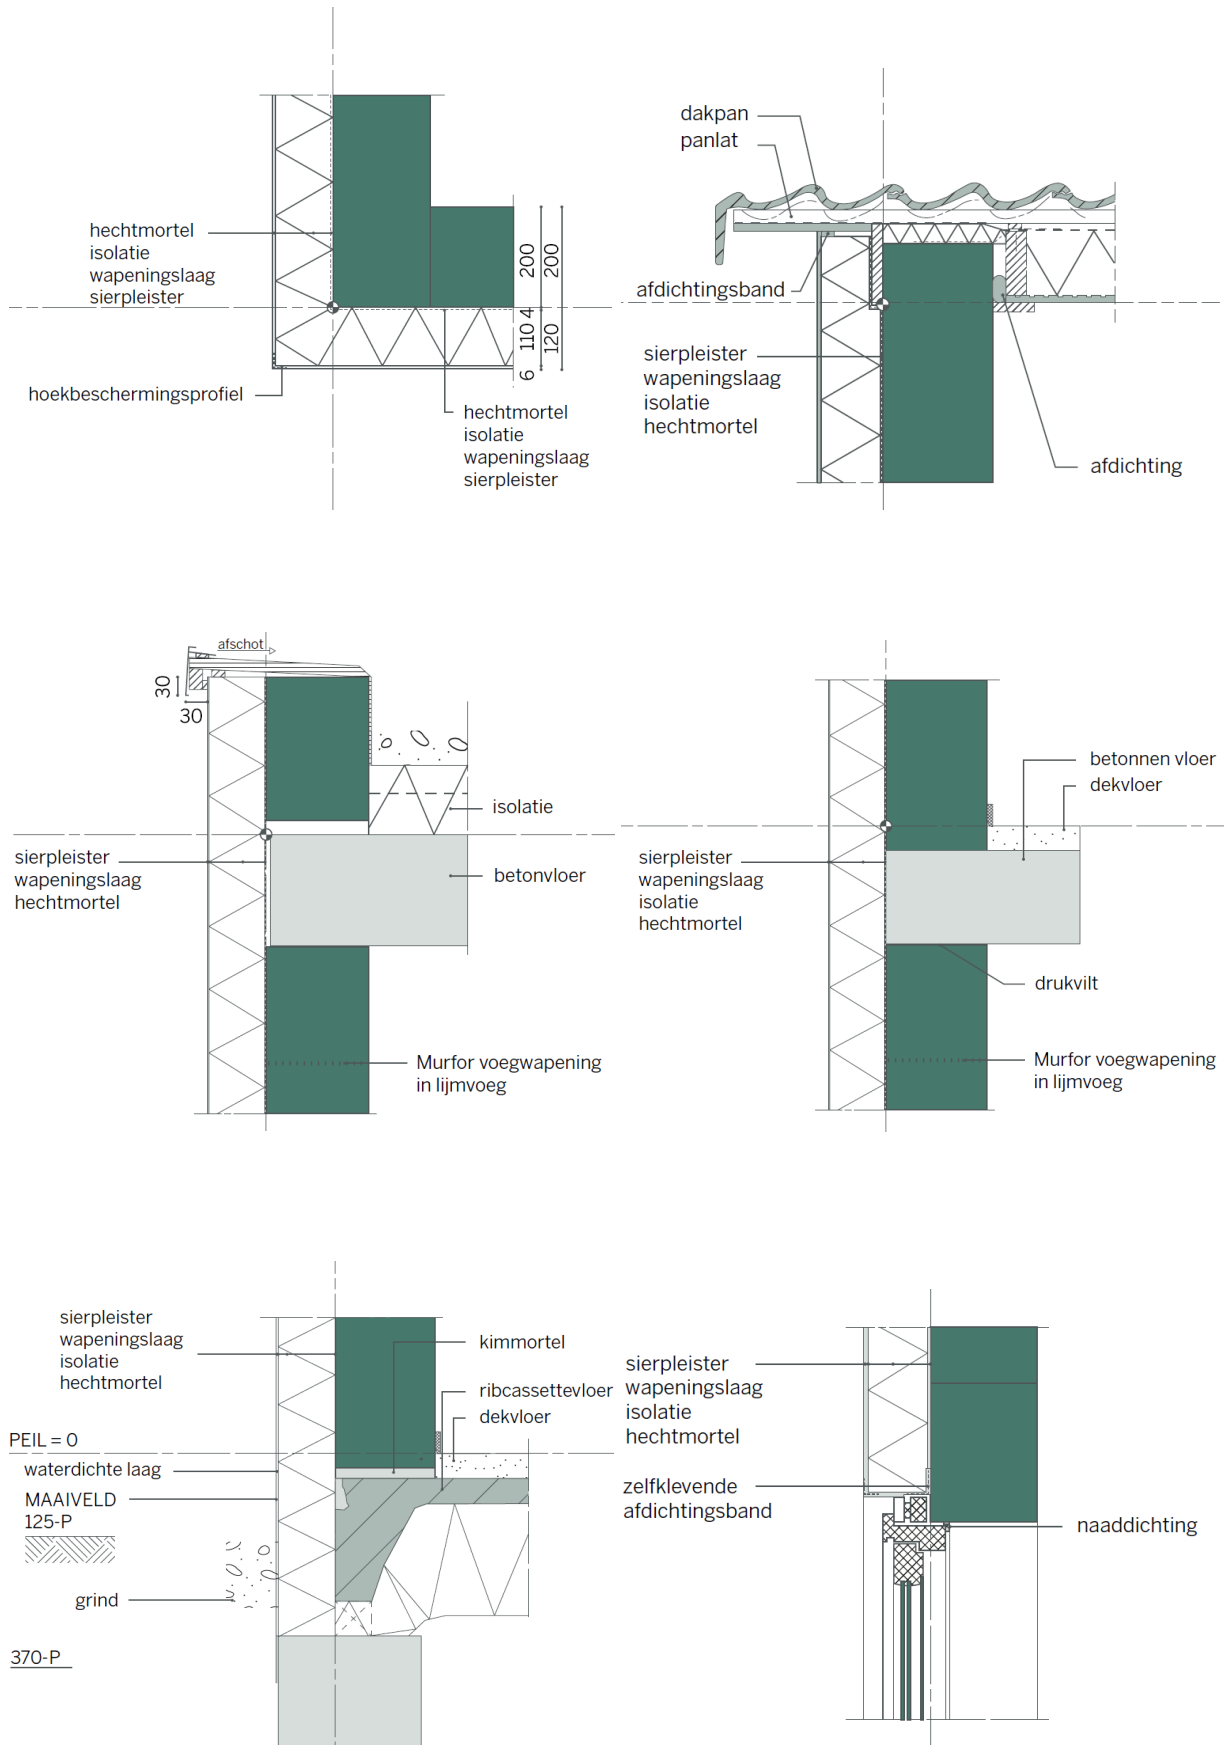 hechtmortel
isolatie
wapeningslaag
sierpleister
hoekbeschermingsprofiel
200
200
4
110
120
6
hechtmortel
isolatie
wapeningslaag
sierpleister
dakpan
panlat
afdichtingsband
sierpleister
wapeningslaag
isolatie
hechtmortel
afdichting
afschot
30
30
isolatie
sierpleister
wapeningslaag
hechtmortel
betonvloer
Murfor voegwapening
in lijmvoeg
betonnen vloer
dekvloer
sierpleister
wapeningslaag
isolatie
hechtmortel
drukvilt
Murfor voegwapening
in lijmvoeg
sierpleister
wapeningslaag
isolatie
hechtmortel
kimmortel
ribcassettevloer
dekvloer
PEIL = 0
waterdichte laag
MAAIVELD
125-P
grind
370-P
sierpleister
wapeningslaag
isolatie
hechtmortel
zelfklevende
afdichtingsband
naaddichting